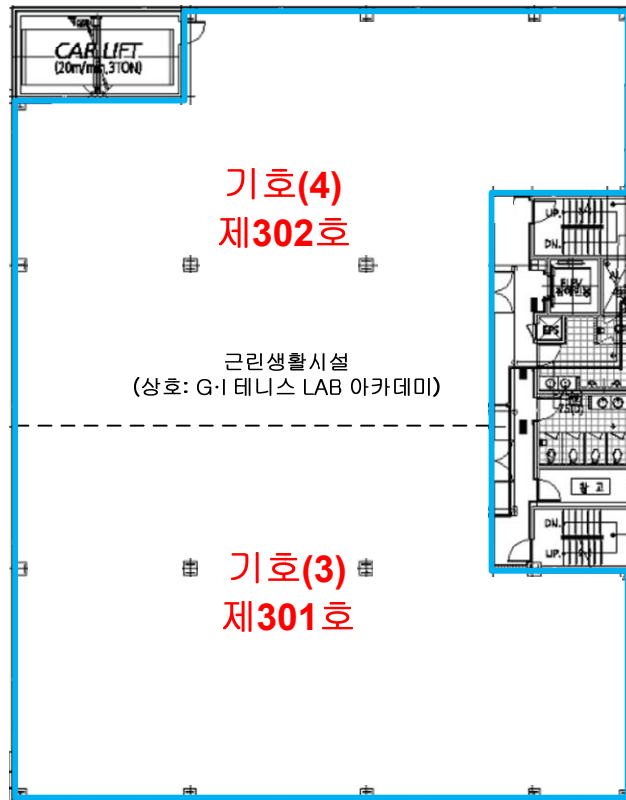 CAR LIFT
(20m/min,3TON)
기호(4)
제302호
UP.
DN.
ELEV
EPS
근린생활시설
(상호: G·I 테니스 LAB 아카데미)
창고
DN.
UP.
기호(3)
제301호